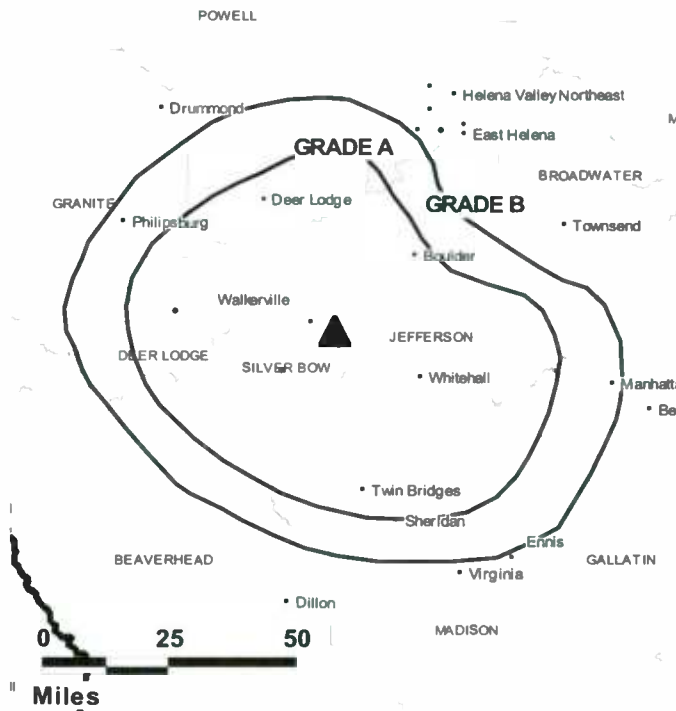 POWELL
Helena Valley Northeast
Drummond
M
East Helena
GRADE A
BROADWATER
Deer Lodge
GRANITE
GRADE B
Philipsburg
Townsend
Boulder
Walkerville
JEFFERSON
DEER LODGE
SILVER BOW
Whitehall
Manhatta
Be
Twin Bridges
Sheridan
Ennis
BEAVERHEAD
GALLATIN
Virginia
Dillon
MADISON
0 25 50
Miles